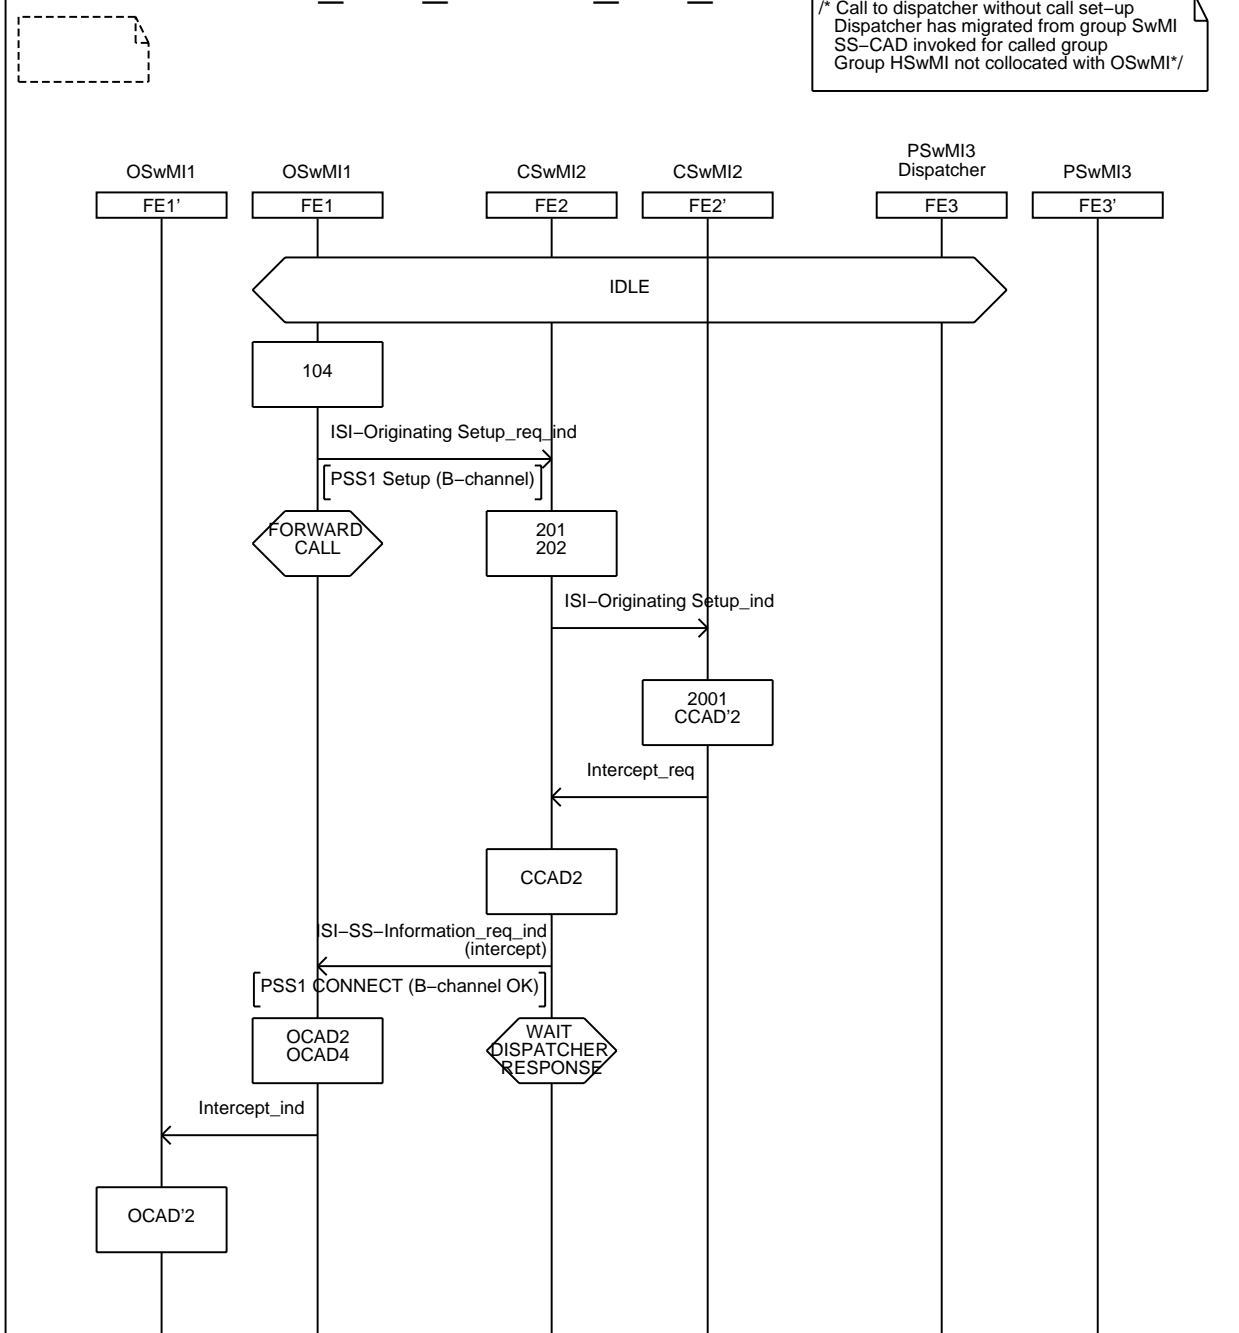 /* Call to dispatcher without call set−up
Dispatcher has migrated from group SwMI
SS−CAD invoked for called group
Group HSwMI not collocated with OSwMI*/
PSwMI3
OSwMI1 OSwMI1 CSwMI2 CSwMI2 Dispatcher PSwMI3
FE1' FE1 FE2 FE2' FE3 FE3'
IDLE
104
ISI−Originating Setup_req_ind
PSS1 Setup (B−channel)
FORWARD
CALL
201
202
ISI−Originating Setup_ind
2001
CCAD'2
Intercept_req
CCAD2
ISI−SS−Information_req_ind
(intercept)
PSS1 CONNECT (B−channel OK)
OCAD2
OCAD4
WAIT
DISPATCHER
RESPONSE
Intercept_ind
OCAD'2